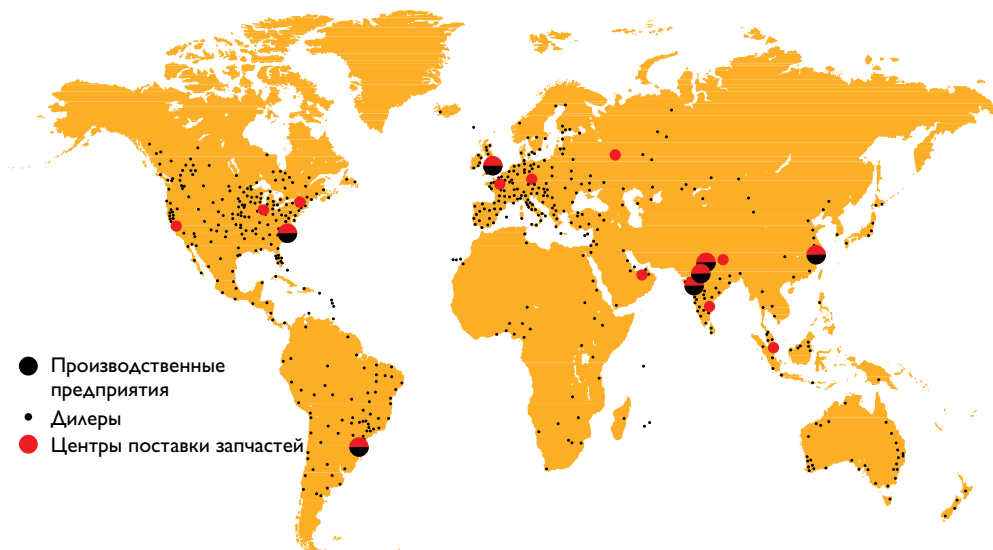 Производственные
предприятия
Дилеры
Центры поставки запчастей